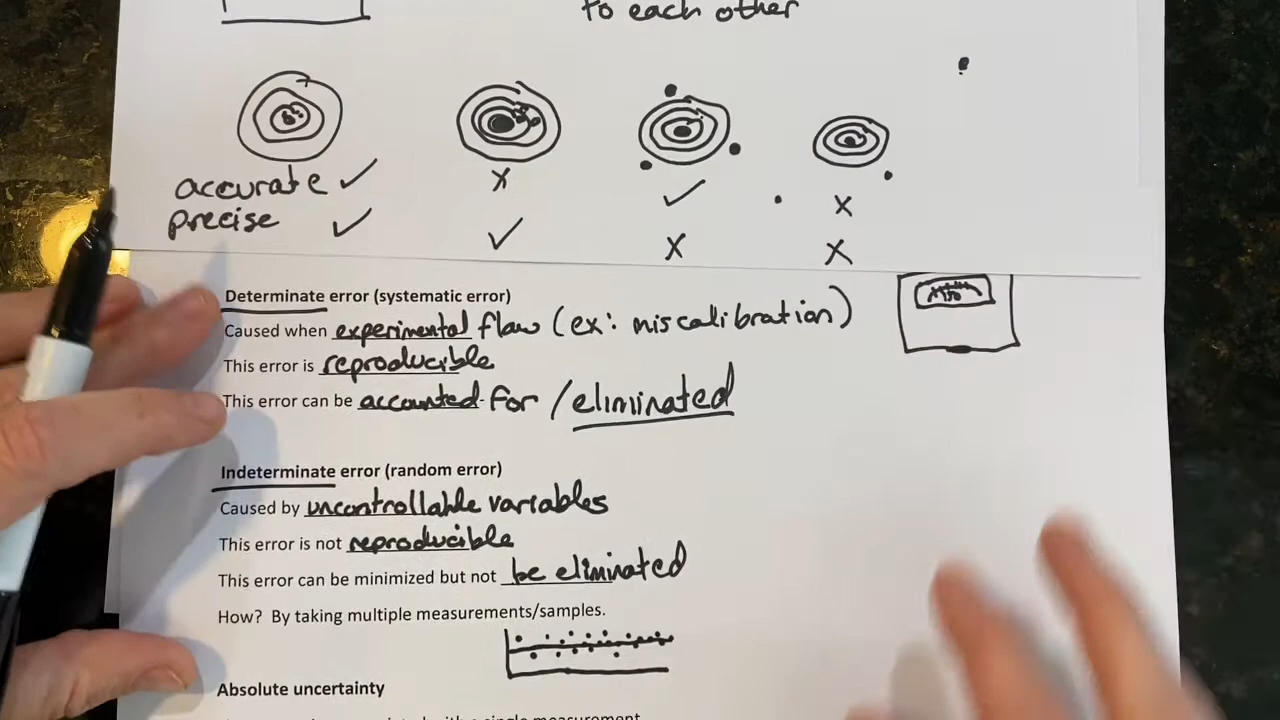 to each other
accurate ✓ x ✓ x
precise ✓ ✓ x x
Determinate error (systematic error)
Caused when experimental flaw (ex: miscalibration)
This error is reproducible
This error can be accounted for / eliminated
Indeterminate error (random error)
Caused by uncontrollable variables
This error is not reproducible
This error can be minimized but not be eliminated
How? By taking multiple measurements/samples.
Absolute uncertainty